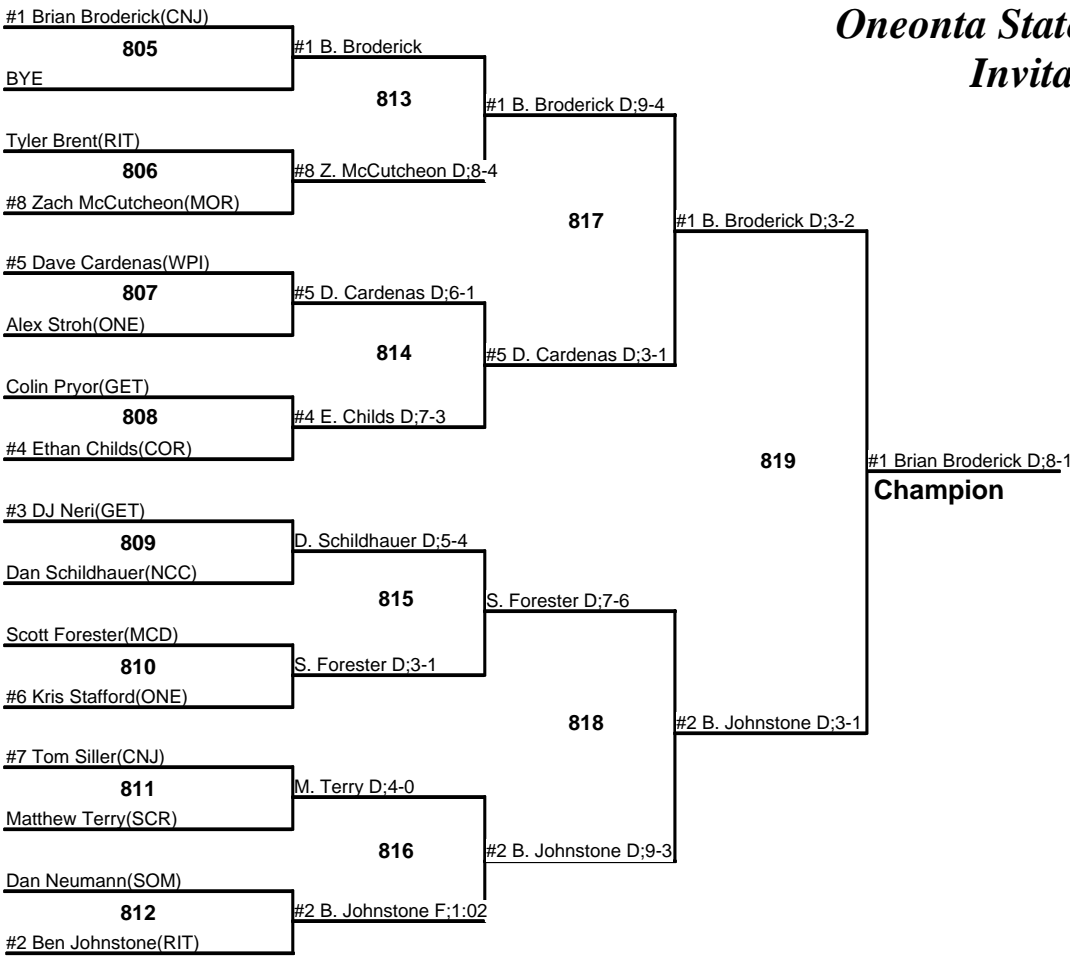 Oneonta State
Invita
#1 Brian Broderick(CNJ)
805
BYE
#1 B. Broderick
813
#1 B. Broderick D;9-4
Tyler Brent(RIT)
806
#8 Zach McCutcheon(MOR)
#8 Z. McCutcheon D;8-4
817
#1 B. Broderick D;3-2
#5 Dave Cardenas(WPI)
807
Alex Stroh(ONE)
#5 D. Cardenas D;6-1
814
#5 D. Cardenas D;3-1
Colin Pryor(GET)
808
#4 Ethan Childs(COR)
#4 E. Childs D;7-3
819
#1 Brian Broderick D;8-1
Champion
#3 DJ Neri(GET)
809
Dan Schildhauer(NCC)
D. Schildhauer D;5-4
815
S. Forester D;7-6
Scott Forester(MCD)
810
#6 Kris Stafford(ONE)
S. Forester D;3-1
818
#2 B. Johnstone D;3-1
#7 Tom Siller(CNJ)
811
Matthew Terry(SCR)
M. Terry D;4-0
816
#2 B. Johnstone D;9-3
Dan Neumann(SOM)
812
#2 Ben Johnstone(RIT)
#2 B. Johnstone F;1:02